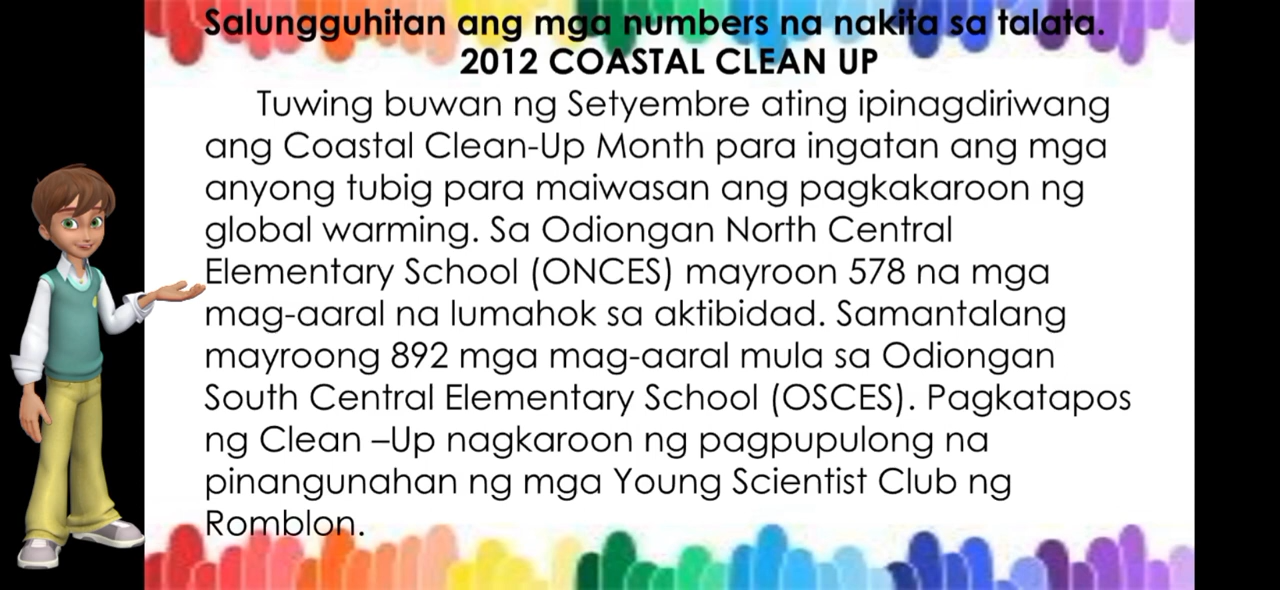 Salungguhitan ang mga numbers na nakita sa talata.
2012 COASTAL CLEAN UP
Tuwing buwan ng Setyembre ating ipinagdiriwang
ang Coastal Clean-Up Month para ingatan ang mga
anyong tubig para maiwasan ang pagkakaroon ng
global warming. Sa Odiongan North Central
Elementary School (ONCES) mayroon 578 na mga
mag-aaral na lumahok sa aktibidad. Samantalang
mayroong 892 mga mag-aaral mula sa Odiongan
South Central Elementary School (OSCES). Pagkatapos
ng Clean –Up nagkaroon ng pagpupulong na
pinangunahan ng mga Young Scientist Club ng
Romblon.